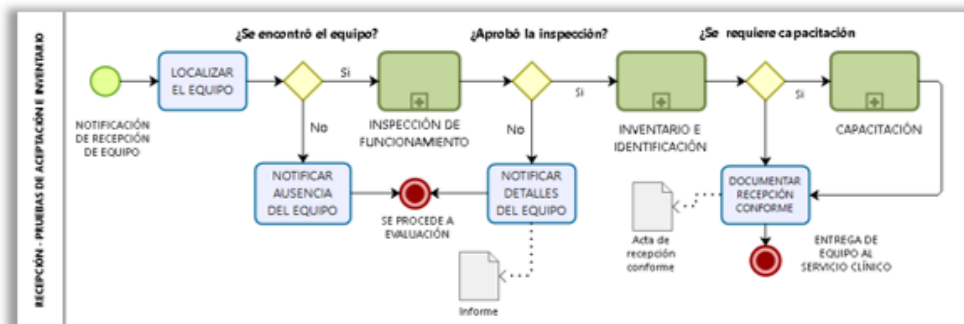 RECEPCIÓN - PRUEBAS DE ACEPTACIÓN E INVENTARIO
¿Se encontró el equipo?
¿Aprobó la inspección?
¿Se requiere capacitación
LOCALIZAR
EL EQUIPO
Si
Si
Si
NOTIFICACIÓN
DE RECEPCIÓN
DE EQUIPO
No
INSPECCIÓN DE
FUNCIONAMIENTO
No
INVENTARIO E
IDENTIFICACIÓN
CAPACITACIÓN
NOTIFICAR
AUSENCIA
DEL EQUIPO
SE PROCEDE A
EVALUACIÓN
NOTIFICAR
DETALLES
DEL EQUIPO
DOCUMENTAR
RECEPCIÓN
CONFORME
Acta de
recepción
conforme
ENTREGA DE
EQUIPO AL
SERVICIO CLÍNICO
Informe